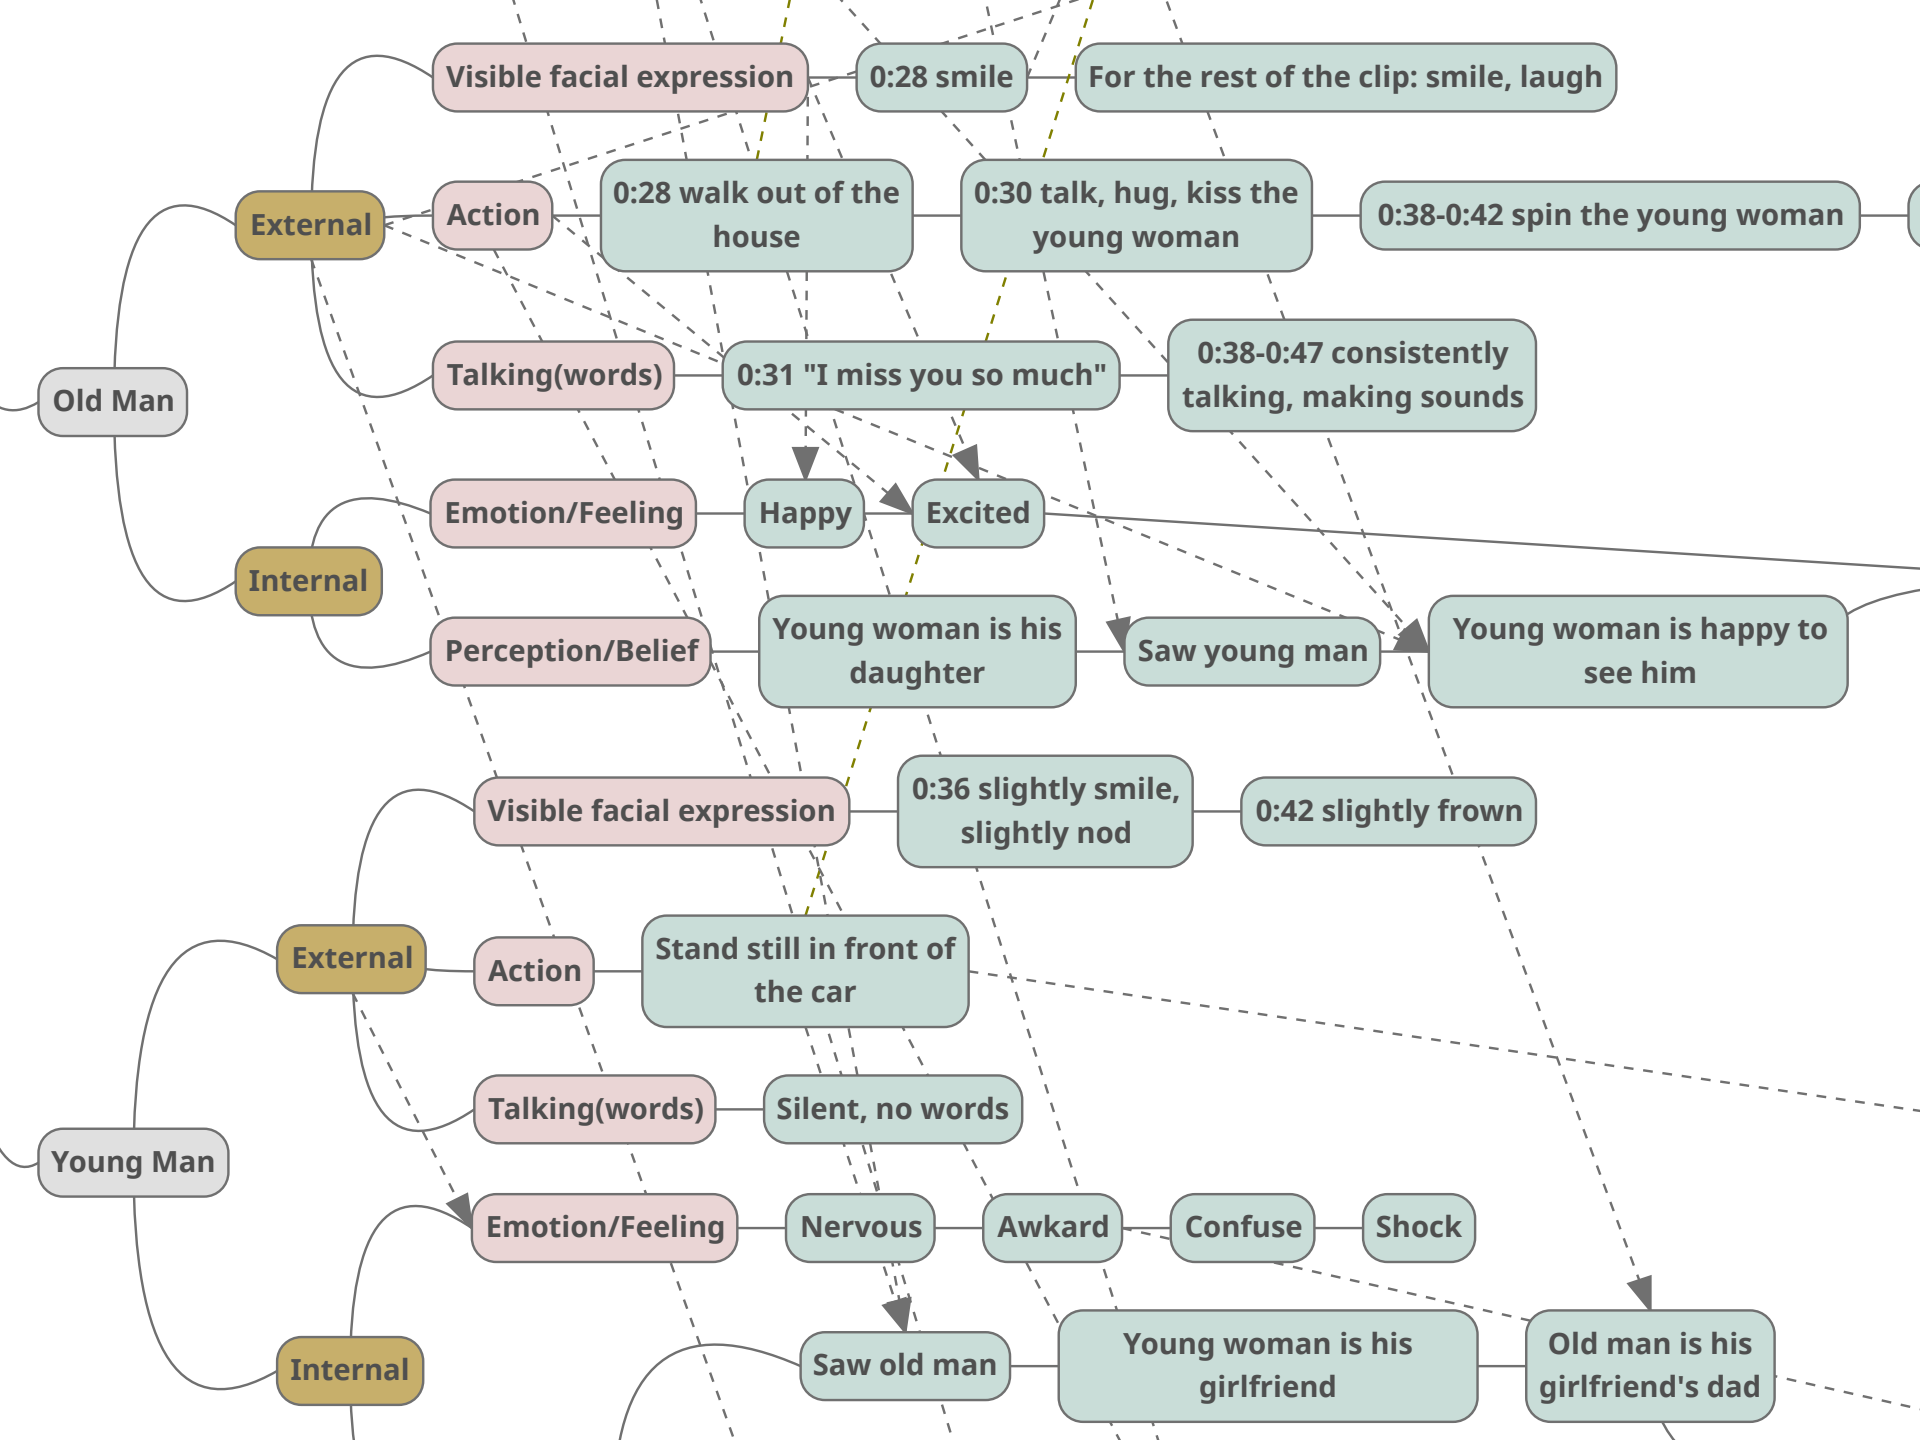 Visible facial expression
0:28 smile
For the rest of the clip: smile, laugh
External
Action
0:28 walk out of the
house
0:30 talk, hug, kiss the
young woman
0:38-0:42 spin the young woman
Old Man
Talking(words)
0:31 "I miss you so much"
0:38-0:47 consistently
talking, making sounds
Internal
Emotion/Feeling
Happy
Excited
Perception/Belief
Young woman is his
daughter
Saw young man
Young woman is happy to
see him
Visible facial expression
0:36 slightly smile,
slightly nod
0:42 slightly frown
External
Action
Stand still in front of
the car
Talking(words)
Silent, no words
Young Man
Emotion/Feeling
Nervous
Awkard
Confuse
Shock
Internal
Saw old man
Young woman is his
girlfriend
Old man is his
girlfriend's dad